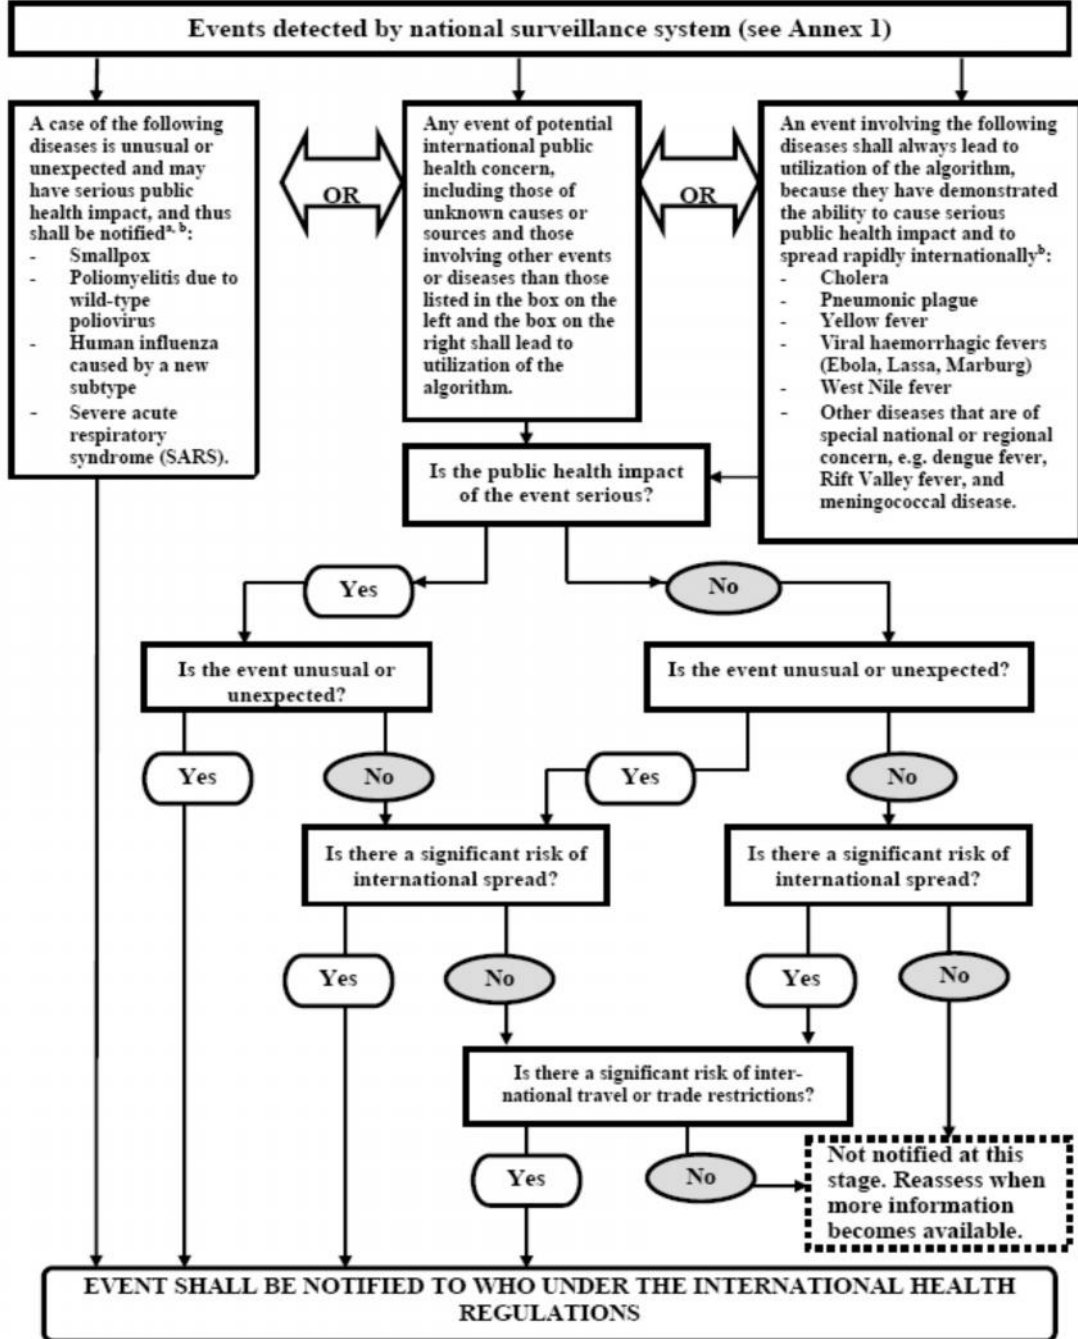 Events detected by national surveillance system (see Annex 1)
A case of the following
diseases is unusual or
unexpected and may
have serious public
health impact, and thus
shall be notifiedᵃ, ᵇ:
- Smallpox
- Poliomyelitis due to
wild-type
poliovirus
- Human influenza
caused by a new
subtype
- Severe acute
respiratory
syndrome (SARS).
OR
Any event of potential
international public
health concern,
including those of
unknown causes or
sources and those
involving other events
or diseases than those
listed in the box on the
left and the box on the
right shall lead to
utilization of the
algorithm.
OR
An event involving the following
diseases shall always lead to
utilization of the algorithm,
because they have demonstrated
the ability to cause serious
public health impact and to
spread rapidly internationallyᵇ:
- Cholera
- Pneumonic plague
- Yellow fever
- Viral haemorrhagic fevers
(Ebola, Lassa, Marburg)
- West Nile fever
- Other diseases that are of
special national or regional
concern, e.g. dengue fever,
Rift Valley fever, and
meningococcal disease.
Is the public health impact
of the event serious?
Yes
No
Is the event unusual or
unexpected?
Is the event unusual or unexpected?
Yes
No
Yes
No
Is there a significant risk of
international spread?
Is there a significant risk of
international spread?
Yes
No
Yes
No
Is there a significant risk of inter-
national travel or trade restrictions?
Yes
No
Not notified at this
stage. Reassess when
more information
becomes available.
EVENT SHALL BE NOTIFIED TO WHO UNDER THE INTERNATIONAL HEALTH
REGULATIONS